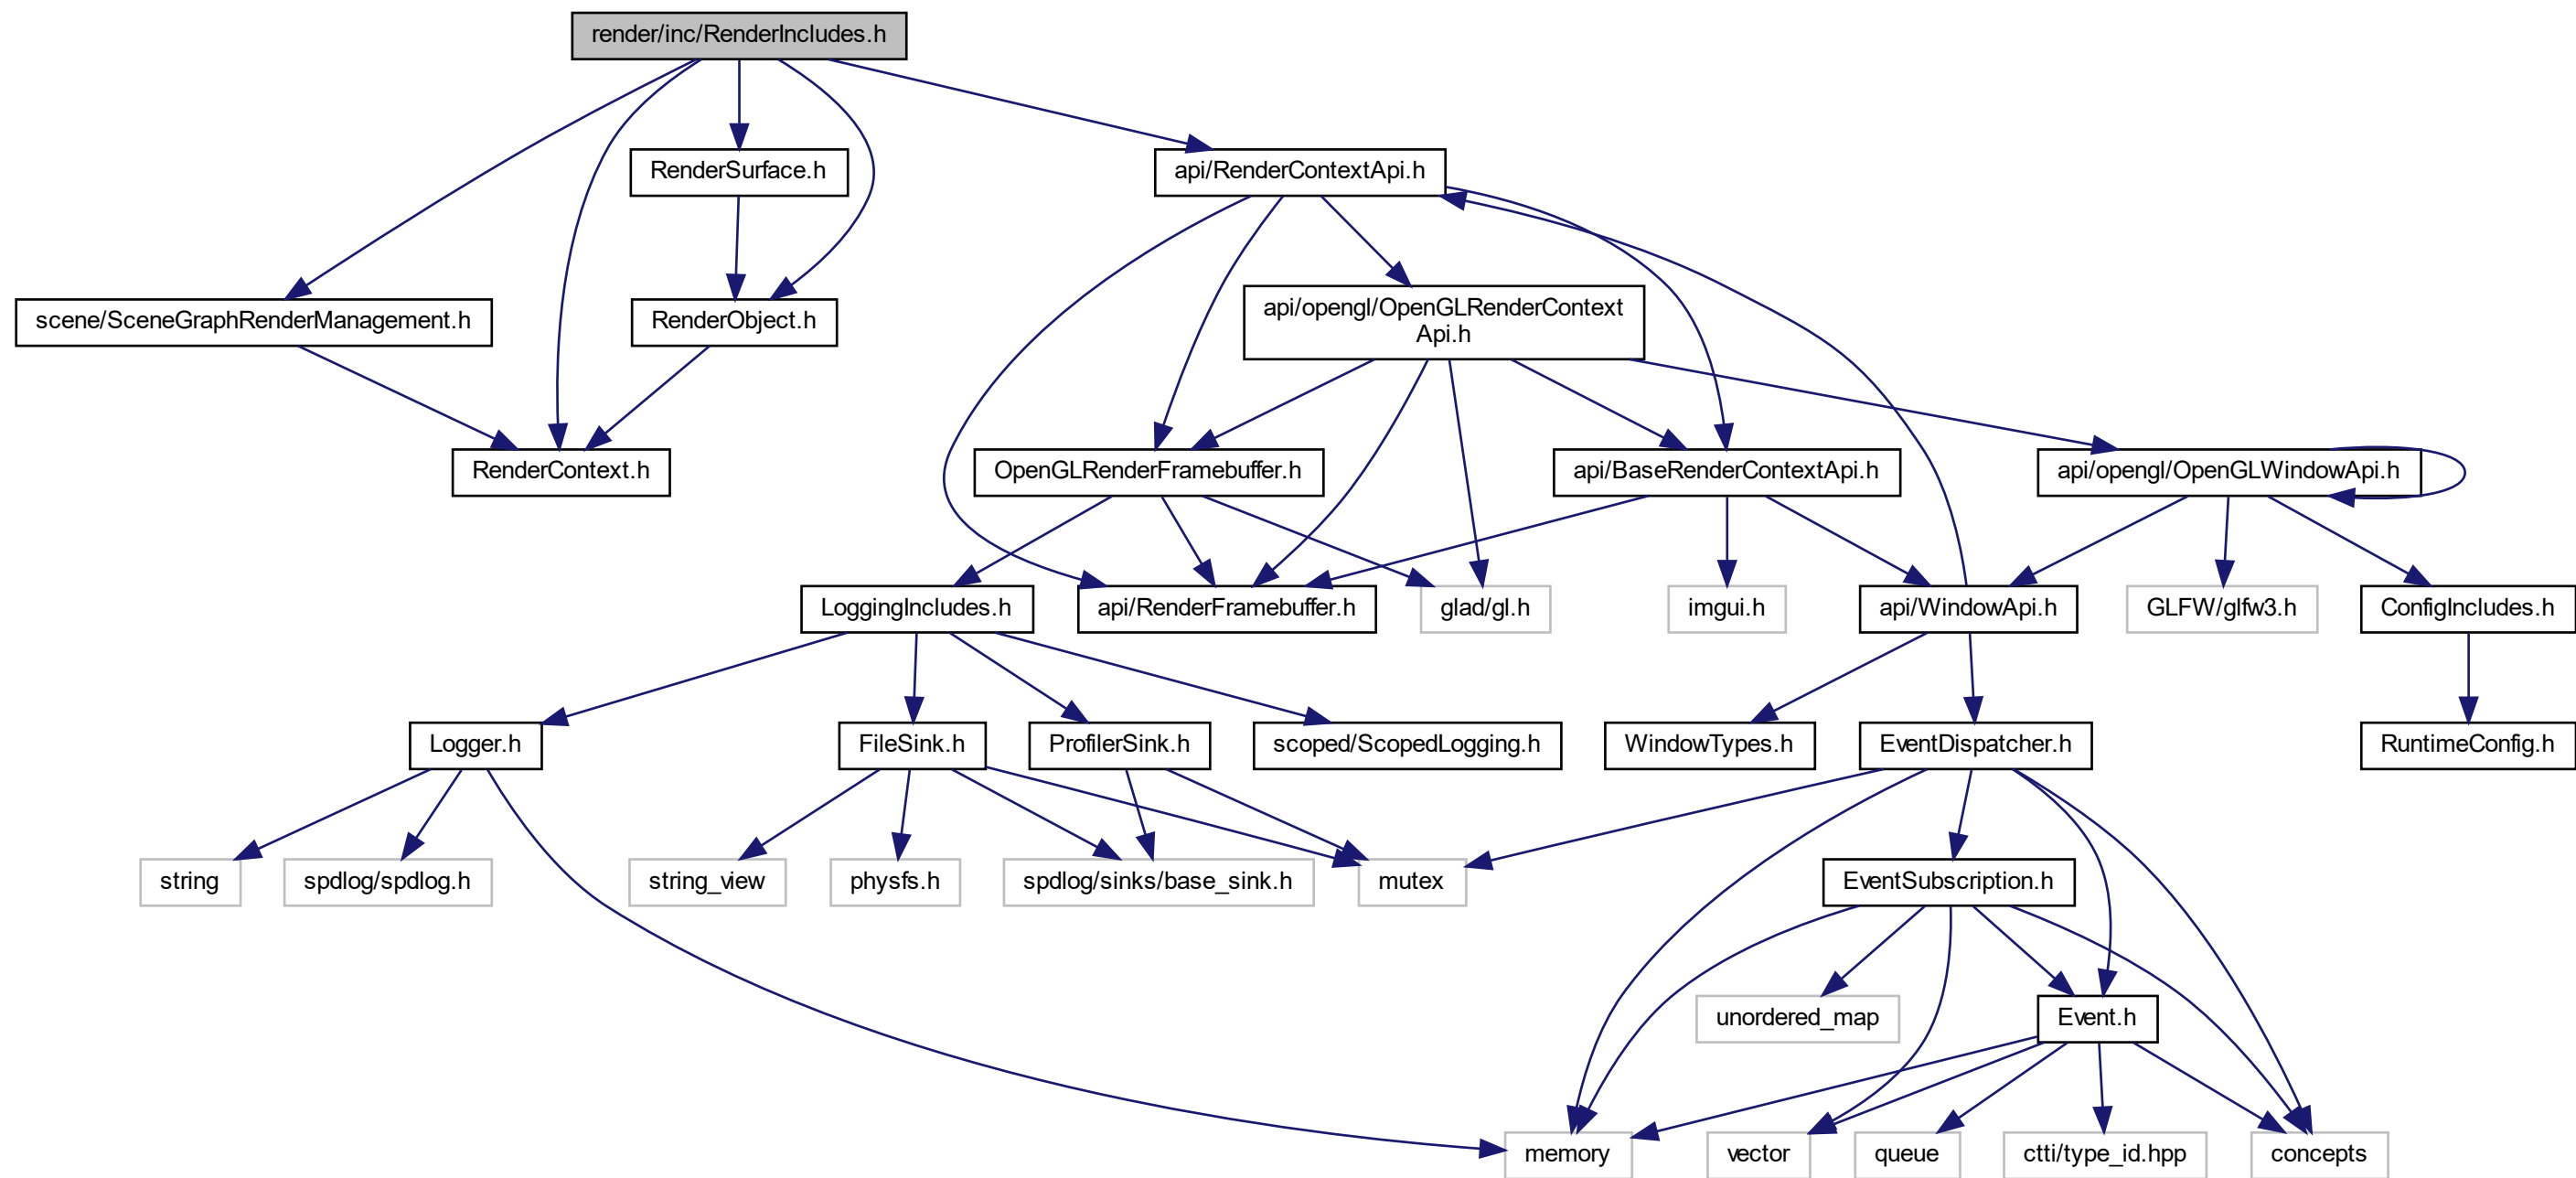 render/inc/RenderIncludes.h
RenderSurface.h
api/RenderContextApi.h
scene/SceneGraphRenderManagement.h
RenderObject.h
api/opengl/OpenGLRenderContext
Api.h
RenderContext.h
OpenGLRenderFramebuffer.h
api/BaseRenderContextApi.h
api/opengl/OpenGLWindowApi.h
LoggingIncludes.h
api/RenderFramebuffer.h
glad/gl.h
imgui.h
api/WindowApi.h
GLFW/glfw3.h
ConfigIncludes.h
Logger.h
FileSink.h
ProfilerSink.h
scoped/ScopedLogging.h
WindowTypes.h
EventDispatcher.h
RuntimeConfig.h
string
spdlog/spdlog.h
string_view
physfs.h
spdlog/sinks/base_sink.h
mutex
EventSubscription.h
unordered_map
Event.h
memory
vector
queue
ctti/type_id.hpp
concepts